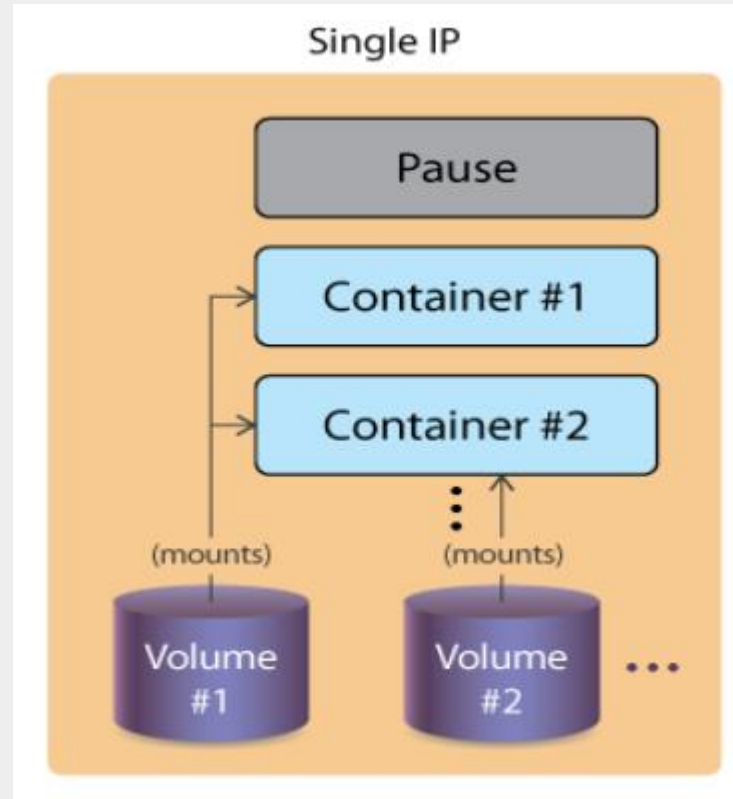 Single IP
Pause
Container #1
Container #2
(mounts)
(mounts)
Volume
#1
Volume
#2